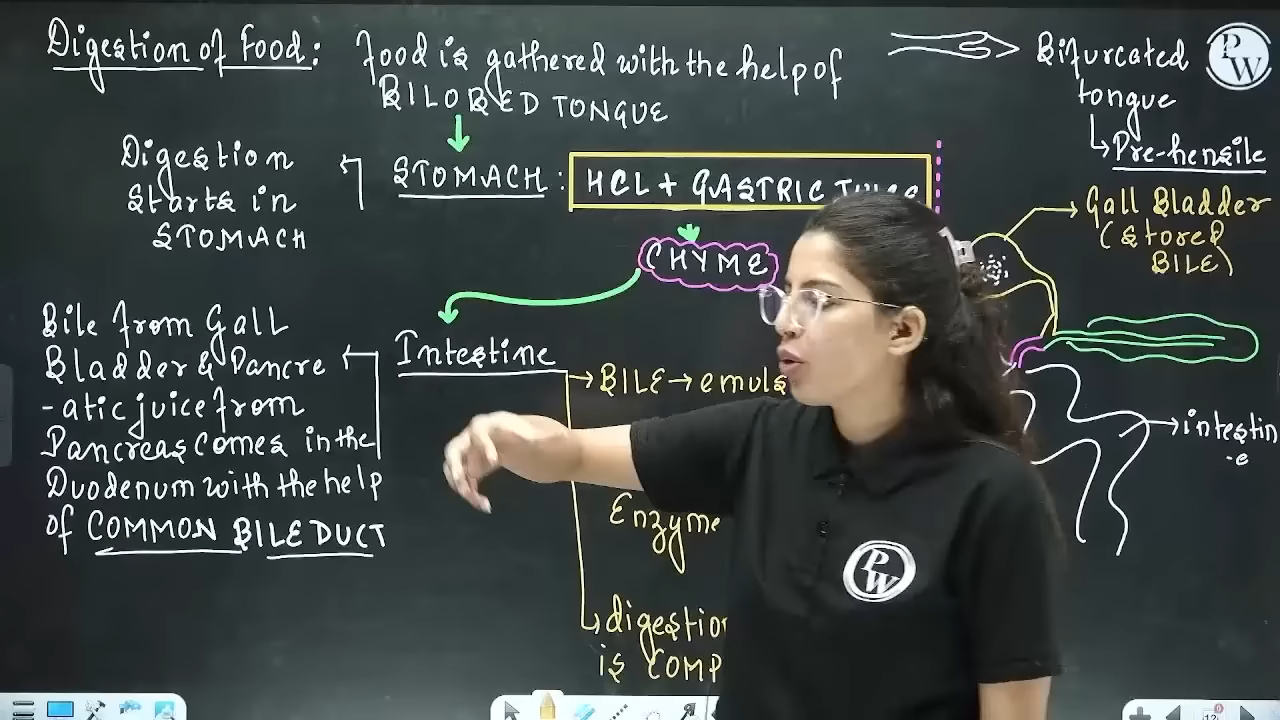 Digestion of Food: Food is gathered with the help of
BILOBED TONGUE
Bifurcated
tongue
Pre-hensile
PW
Digestion
Starts in
STOMACH
STOMACH: HCL + GASTRIC
CHYME
Gall Bladder
(stored
BILE)
Bile from Gall
Bladder & Pancre
-atic juice from
Pancreas comes in the
Duodenum with the help
of COMMON BILE DUCT
Intestine
BILE → emuls
Enzyme
digestion
is COMP
intestin
-e
PW